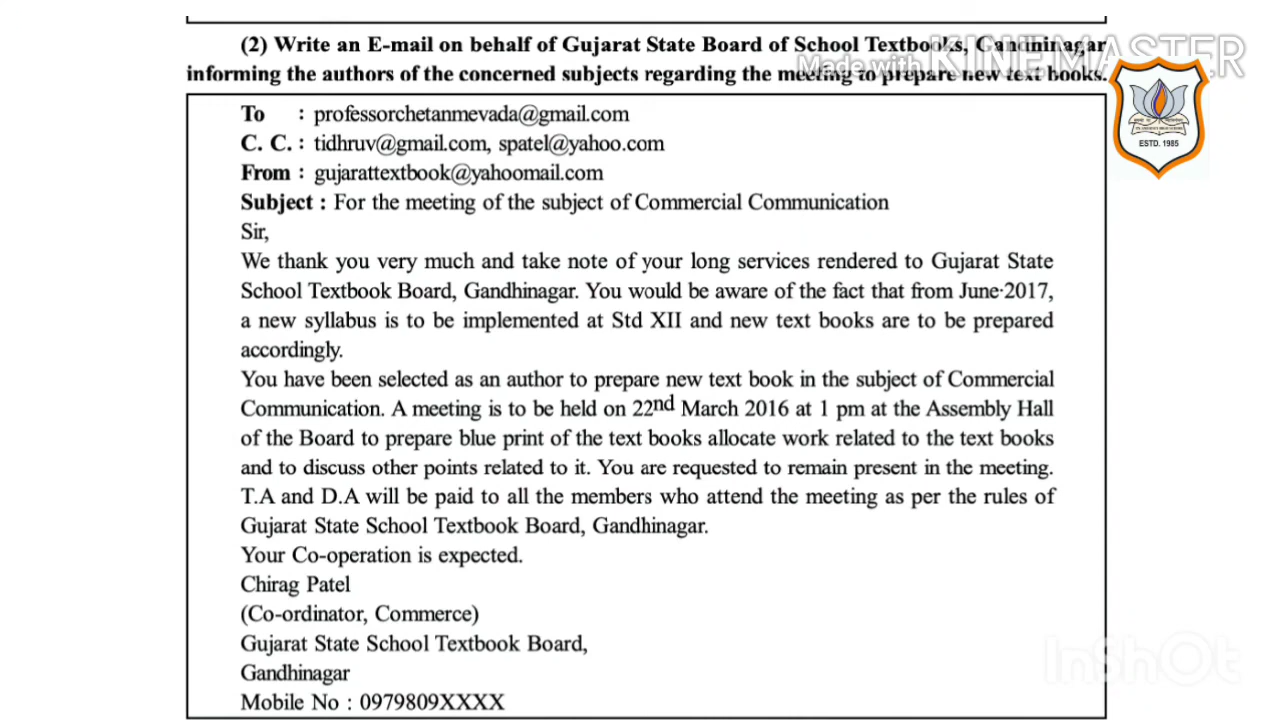 (2) Write an E-mail on behalf of Gujarat State Board of School Textbooks, Gandhinagar
informing the authors of the concerned subjects regarding the meeting to prepare new text books.
Made with KINEMASTER
ESTD. 1985
To : professorchetanmevada@gmail.com
C. C. : tidhruv@gmail.com, spatel@yahoo.com
From : gujarattextbook@yahoomail.com
Subject : For the meeting of the subject of Commercial Communication
Sir,
We thank you very much and take note of your long services rendered to Gujarat State
School Textbook Board, Gandhinagar. You would be aware of the fact that from June·2017,
a new syllabus is to be implemented at Std XII and new text books are to be prepared
accordingly.
You have been selected as an author to prepare new text book in the subject of Commercial
Communication. A meeting is to be held on 22nd March 2016 at 1 pm at the Assembly Hall
of the Board to prepare blue print of the text books allocate work related to the text books
and to discuss other points related to it. You are requested to remain present in the meeting.
T.A and D.A will be paid to all the members who attend the meeting as per the rules of
Gujarat State School Textbook Board, Gandhinagar.
Your Co-operation is expected.
Chirag Patel
(Co-ordinator, Commerce)
Gujarat State School Textbook Board,
Gandhinagar
Mobile No : 0979809XXXX
InShOt